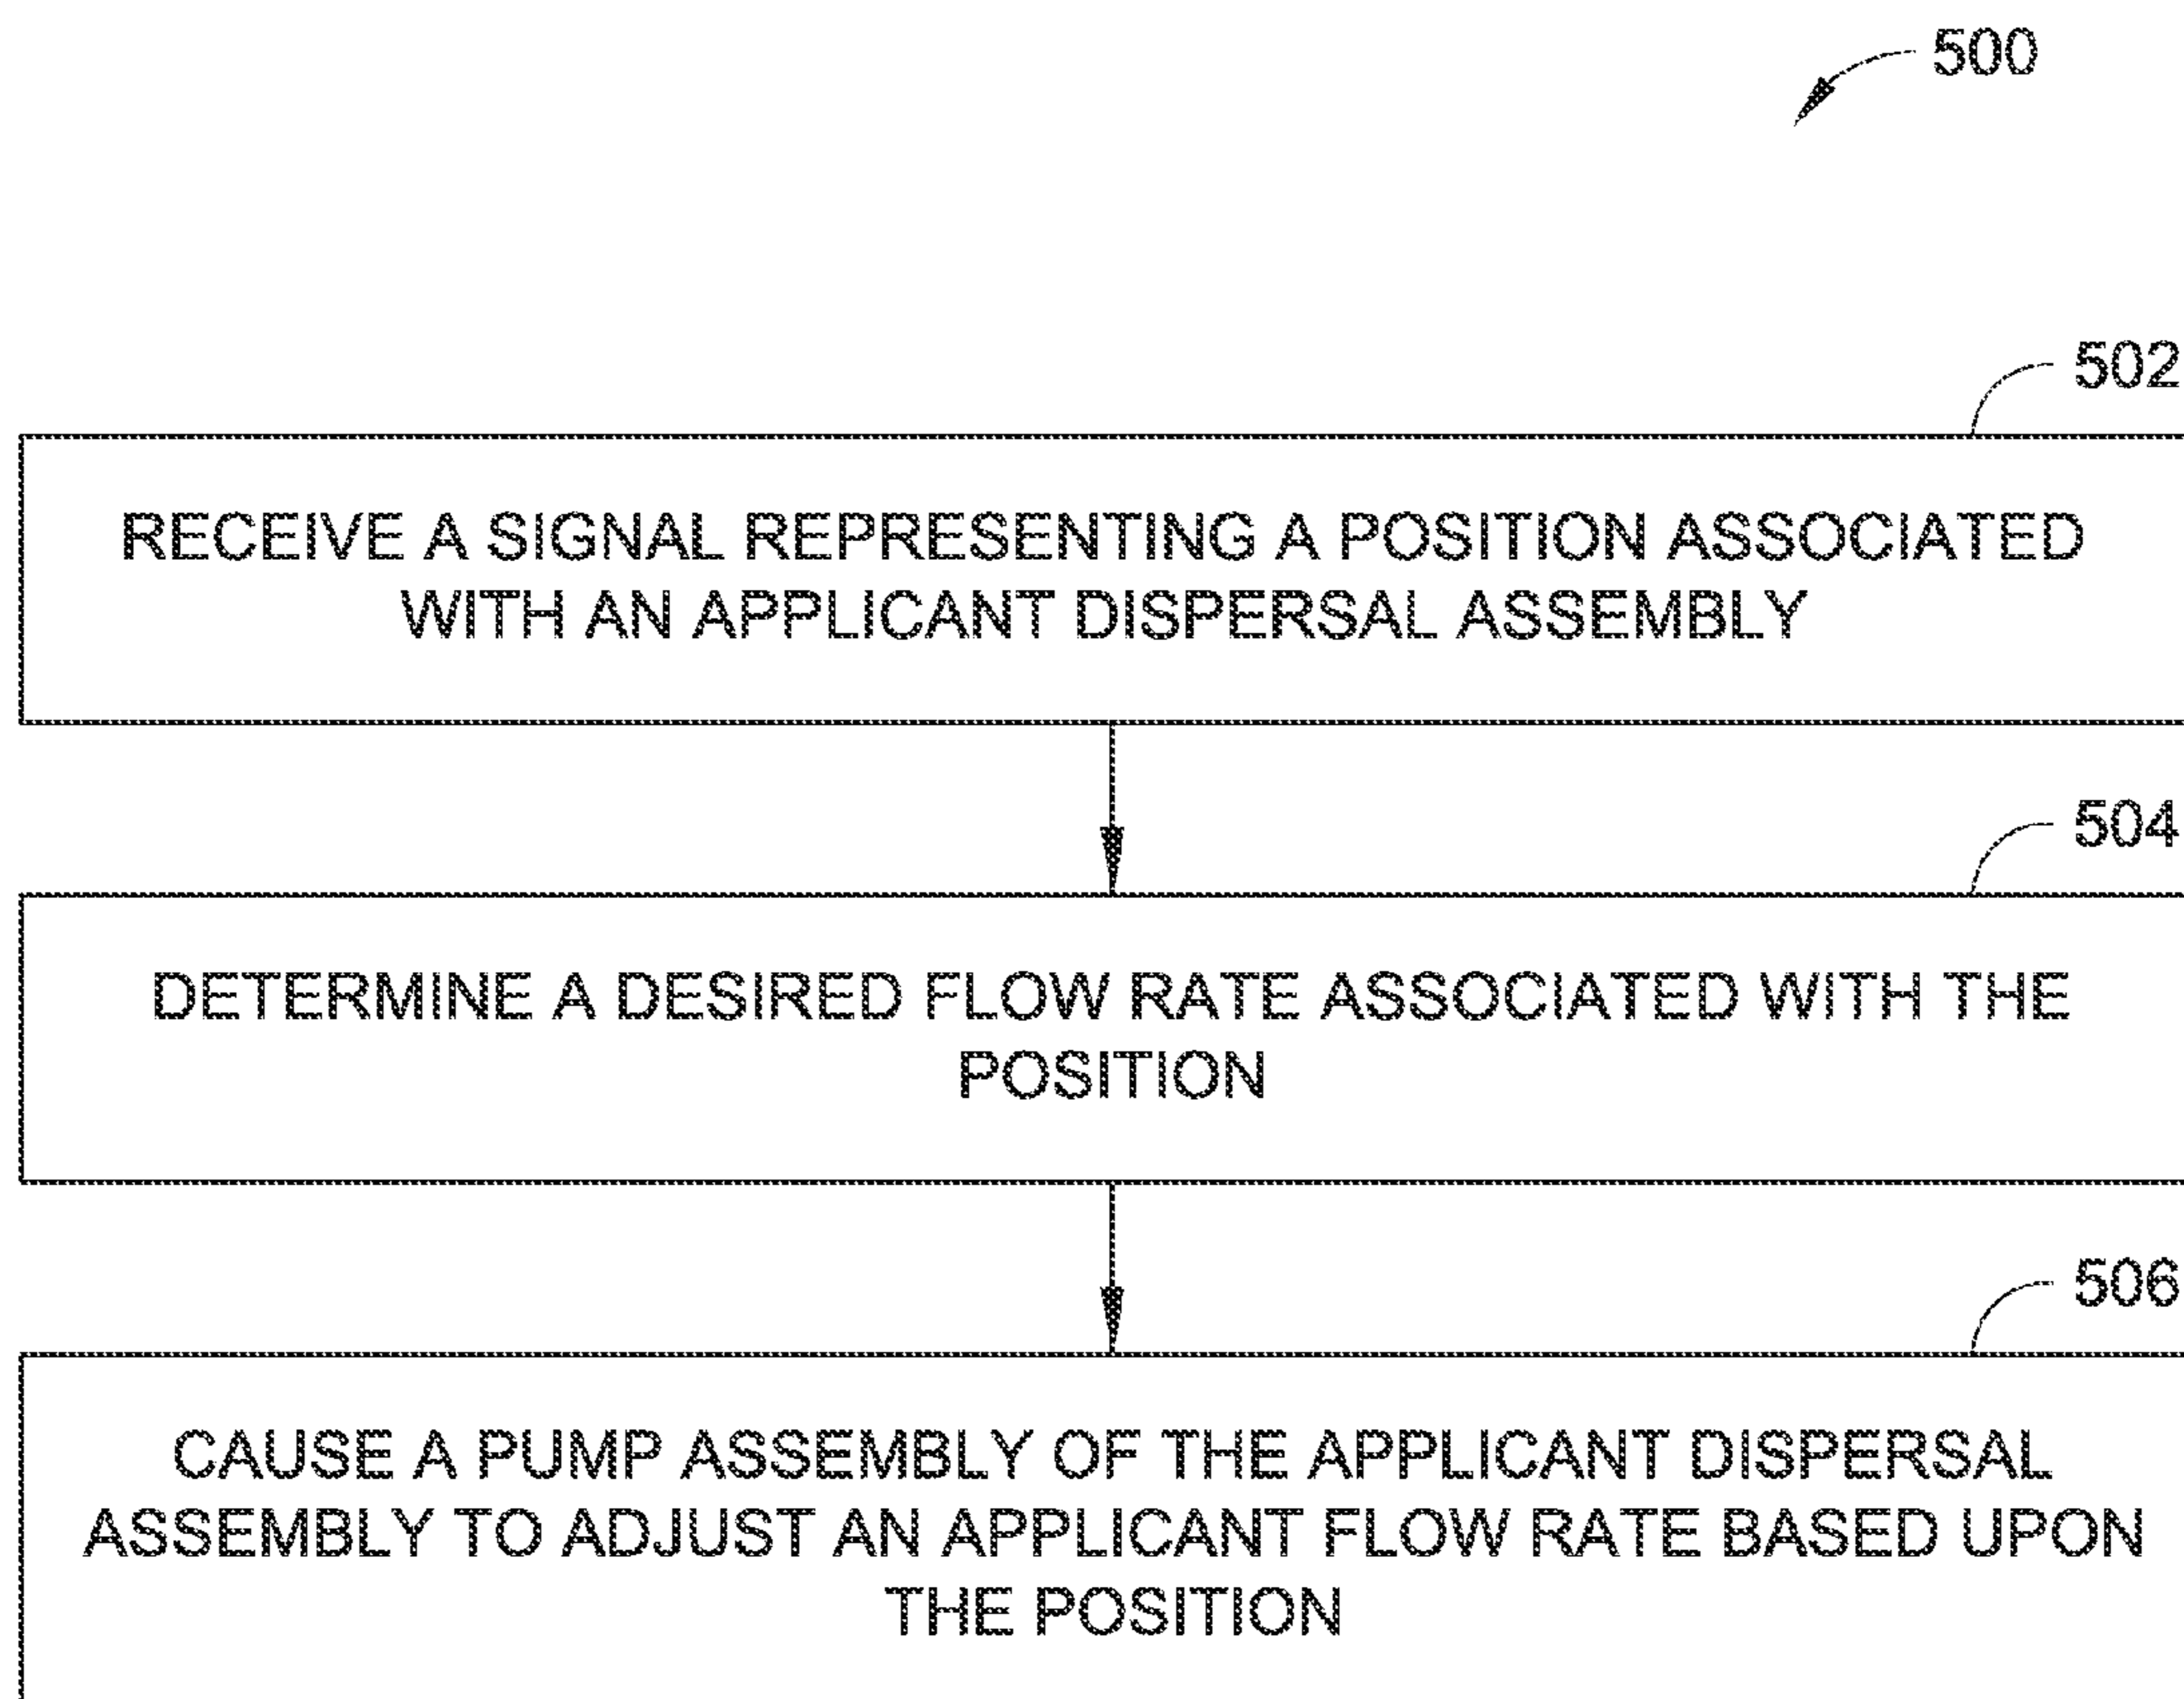 500
502
RECEIVE A SIGNAL REPRESENTING A POSITION ASSOCIATED
WITH AN APPLICANT DISPERSAL ASSEMBLY
504
DETERMINE A DESIRED FLOW RATE ASSOCIATED WITH THE
POSITION
506
CAUSE A PUMP ASSEMBLY OF THE APPLICANT DISPERSAL
ASSEMBLY TO ADJUST AN APPLICANT FLOW RATE BASED UPON
THE POSITION